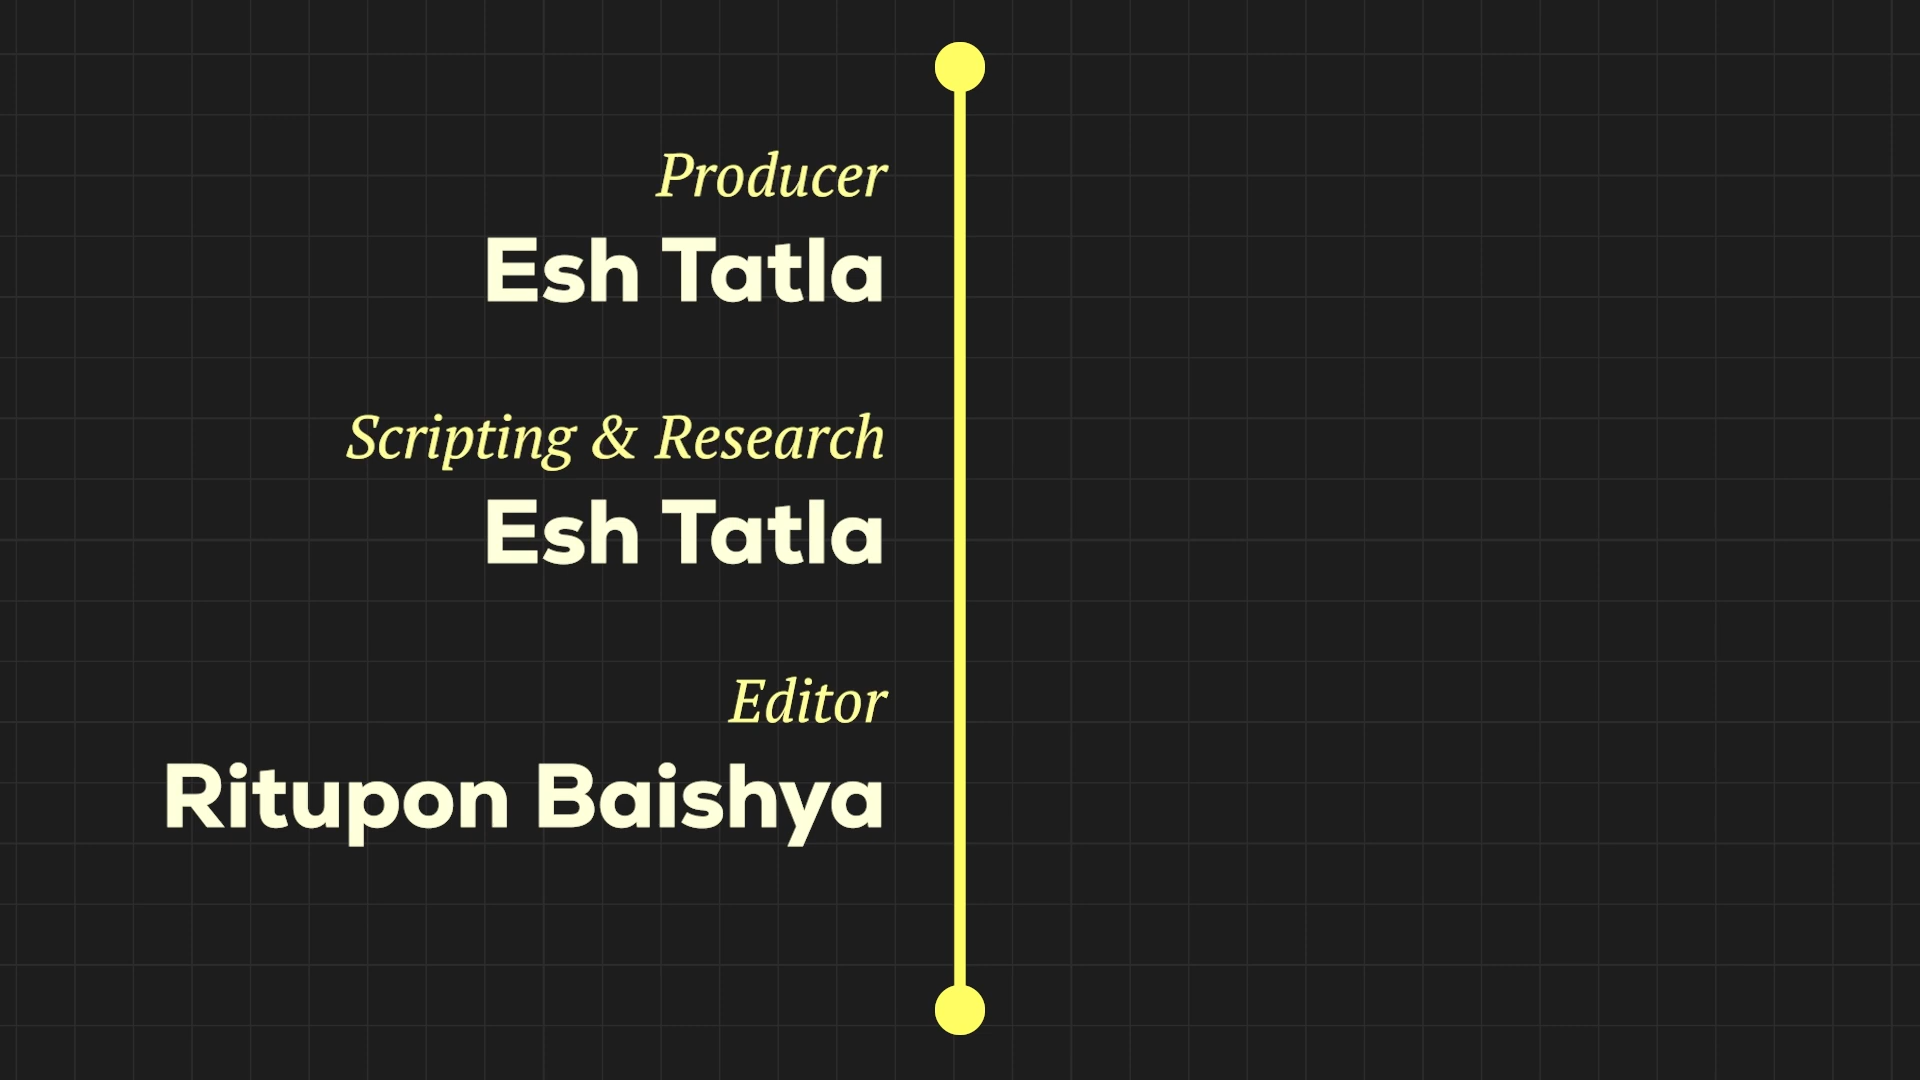 Producer
Esh Tatla
Scripting & Research
Esh Tatla
Editor
Ritupon Baishya